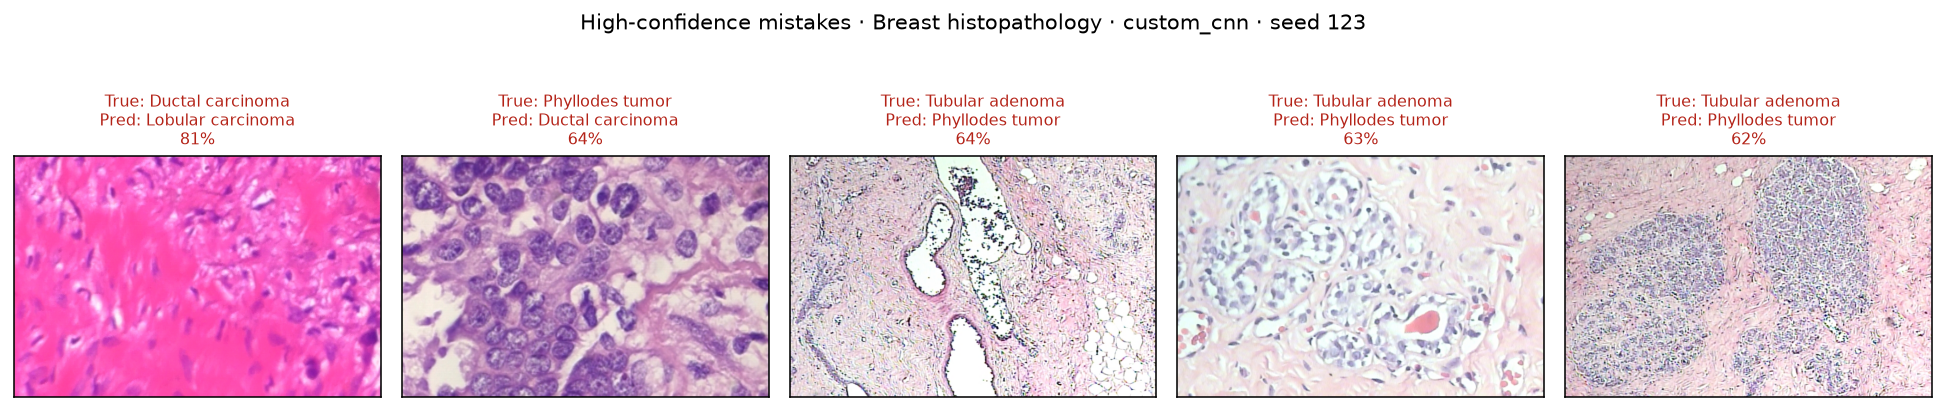 High-confidence mistakes · Breast histopathology · custom_cnn · seed 123
True: Ductal carcinoma
Pred: Lobular carcinoma
81%
True: Phyllodes tumor
Pred: Ductal carcinoma
64%
True: Tubular adenoma
Pred: Phyllodes tumor
64%
True: Tubular adenoma
Pred: Phyllodes tumor
63%
True: Tubular adenoma
Pred: Phyllodes tumor
62%